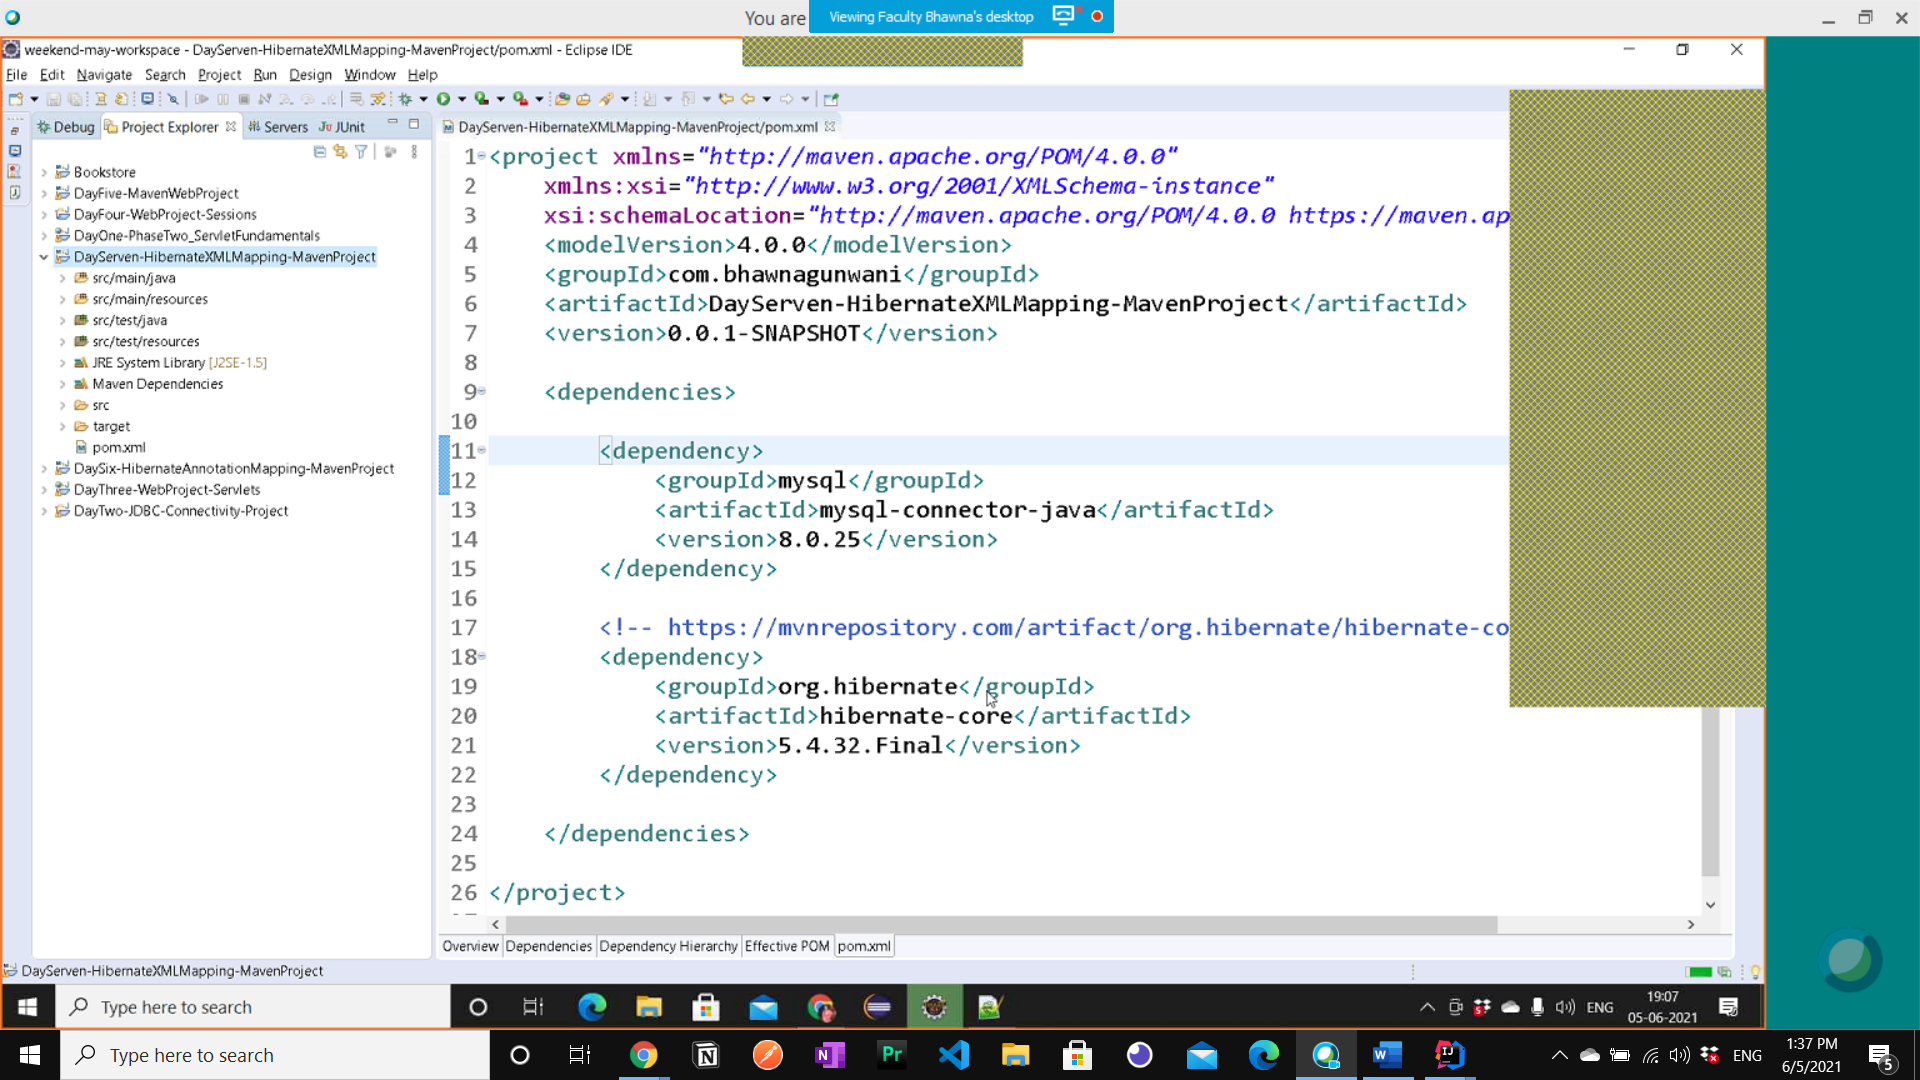 You are
Viewing Faculty Bhawna's desktop
weekend-may-workspace - DayServen-HibernateXMLMapping-MavenProject/pom.xml - Eclipse IDE
File Edit Navigate Search Project Run Design Window Help
Debug Project Explorer Servers JUnit
DayServen-HibernateXMLMapping-MavenProject/pom.xml
Bookstore
DayFive-MavenWebProject
DayFour-WebProject-Sessions
DayOne-PhaseTwo_ServletFundamentals
DayServen-HibernateXMLMapping-MavenProject
src/main/java
src/main/resources
src/test/java
src/test/resources
JRE System Library [J2SE-1.5]
Maven Dependencies
src
target
pom.xml
DaySix-HibernateAnnotationMapping-MavenProject
DayThree-WebProject-Servlets
DayTwo-JDBC-Connectivity-Project
1 <project xmlns="http://maven.apache.org/POM/4.0.0"
2 xmlns:xsi="http://www.w3.org/2001/XMLSchema-instance"
3 xsi:schemaLocation="http://maven.apache.org/POM/4.0.0 https://maven.ap
4 <modelVersion>4.0.0</modelVersion>
5 <groupId>com.bhawnagunwani</groupId>
6 <artifactId>DayServen-HibernateXMLMapping-MavenProject</artifactId>
7 <version>0.0.1-SNAPSHOT</version>
8
9 <dependencies>
10
11 <dependency>
12 <groupId>mysql</groupId>
13 <artifactId>mysql-connector-java</artifactId>
14 <version>8.0.25</version>
15 </dependency>
16
17 <!-- https://mvnrepository.com/artifact/org.hibernate/hibernate-co
18 <dependency>
19 <groupId>org.hibernate</groupId>
20 <artifactId>hibernate-core</artifactId>
21 <version>5.4.32.Final</version>
22 </dependency>
23
24 </dependencies>
25
26 </project>
Overview Dependencies Dependency Hierarchy Effective POM pom.xml
DayServen-HibernateXMLMapping-MavenProject
Type here to search
ENG
19:07
05-06-2021
Type here to search
ENG
1:37 PM
6/5/2021
5